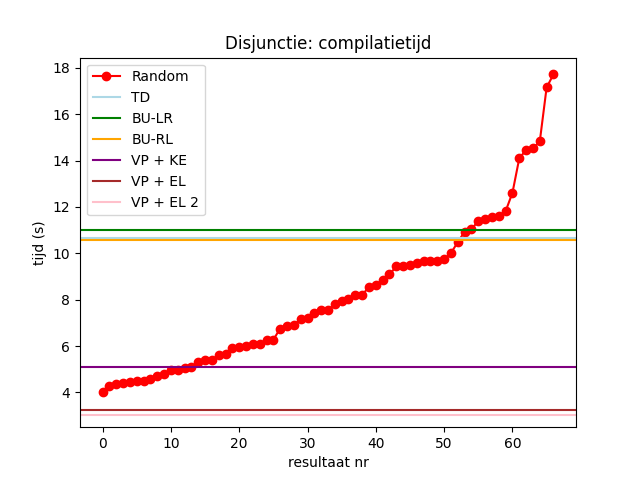 Disjunctie: compilatietijd
tijd (s)
18
16
14
12
10
8
6
4
Random
TD
BU-LR
BU-RL
VP + KE
VP + EL
VP + EL 2
0 10 20 30 40 50 60
resultaat nr